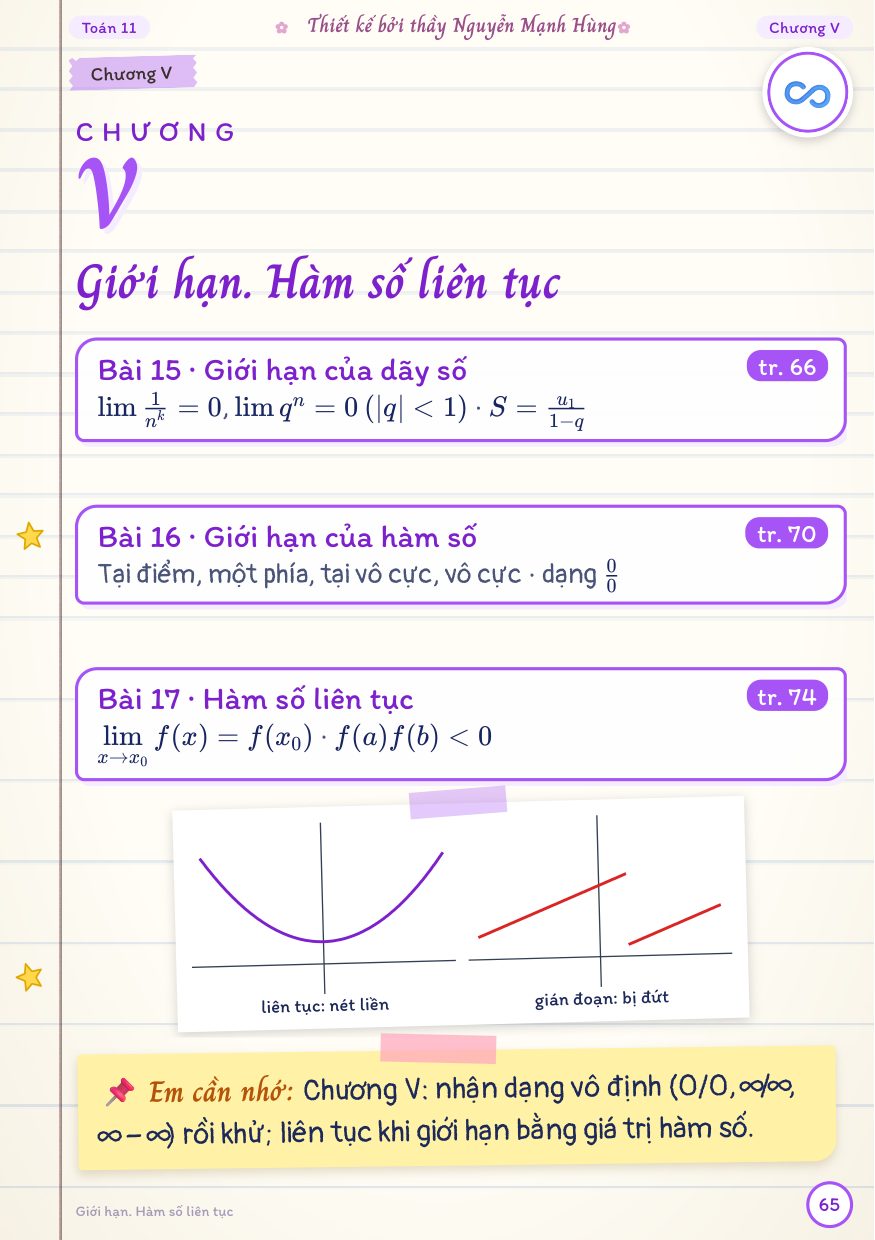 Toán 11
Thiết kế bởi thầy Nguyễn Mạnh Hùng
Chương V
Chương V
CHƯƠNG
V
Giới hạn. Hàm số liên tục
Bài 15 · Giới hạn của dãy số
tr. 66
lim 1/n^k = 0, lim q^n = 0 (|q| < 1) · S = u₁/(1−q)
Bài 16 · Giới hạn của hàm số
tr. 70
Tại điểm, một phía, tại vô cực, vô cực · dạng 0/0
Bài 17 · Hàm số liên tục
tr. 74
lim x→x₀ f(x) = f(x₀) · f(a)f(b) < 0
liên tục: nét liền
gián đoạn: bị đứt
Em cần nhớ: Chương V: nhận dạng vô định (0/0, ∞/∞,
∞ − ∞) rồi khử; liên tục khi giới hạn bằng giá trị hàm số.
Giới hạn. Hàm số liên tục
65